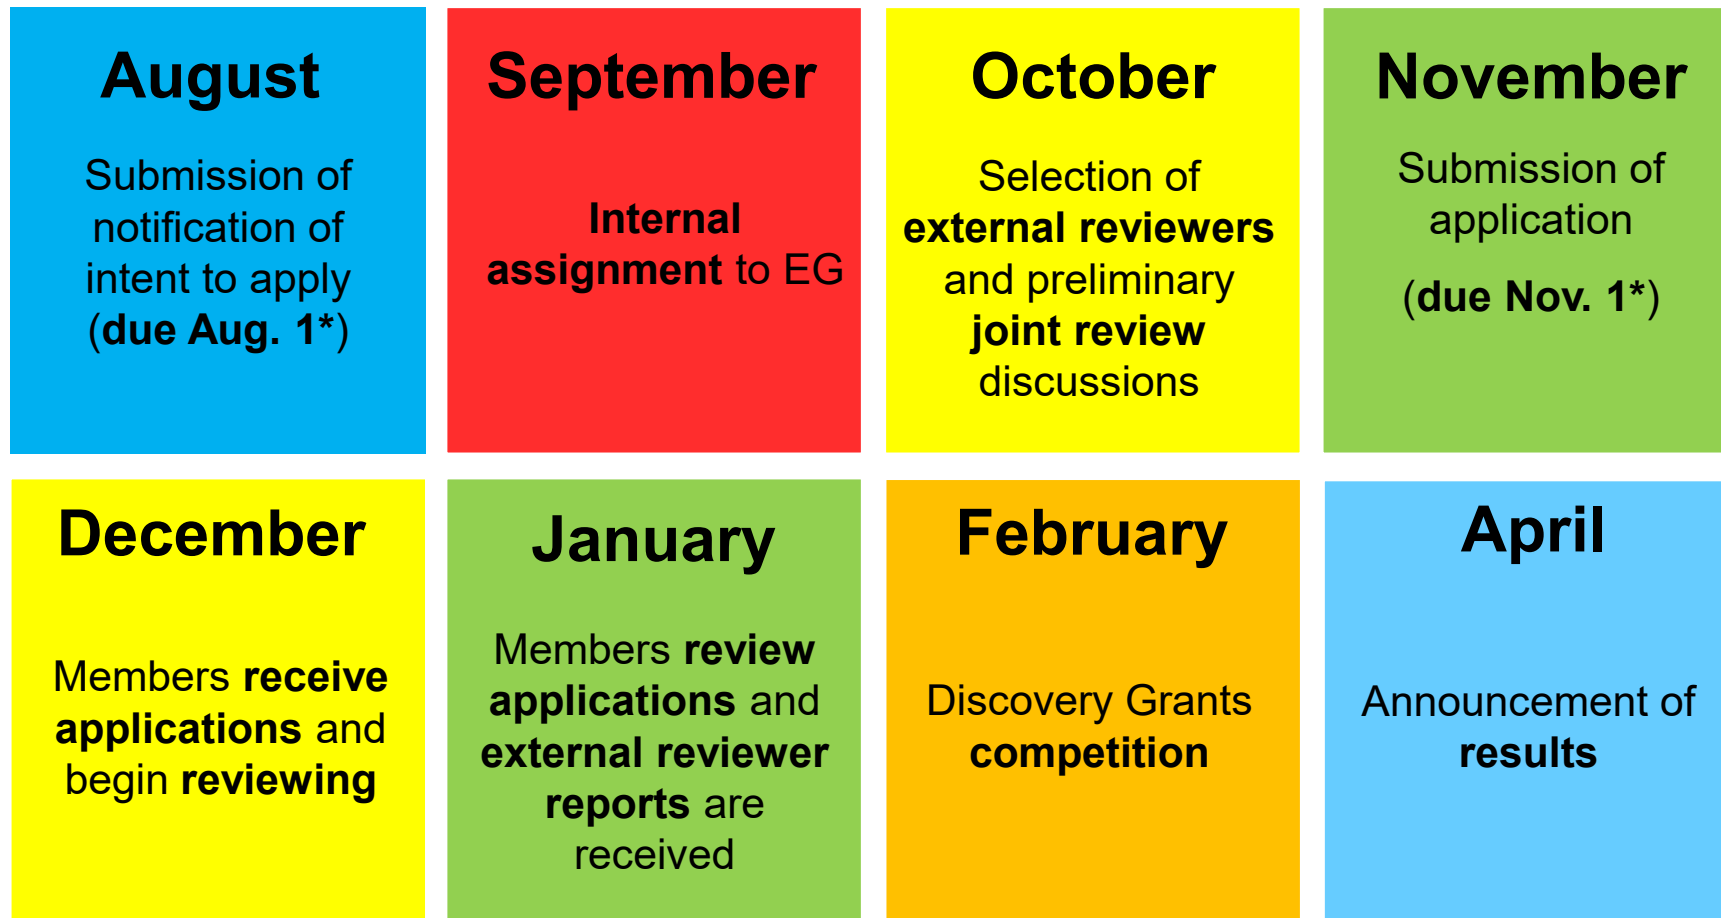 August
Submission of
notification of
intent to apply
(due Aug. 1*)
September
Internal
assignment to EG
October
Selection of
external reviewers
and preliminary
joint review
discussions
November
Submission of
application
(due Nov. 1*)
December
Members receive
applications and
begin reviewing
January
Members review
applications and
external reviewer
reports are
received
February
Discovery Grants
competition
April
Announcement of
results